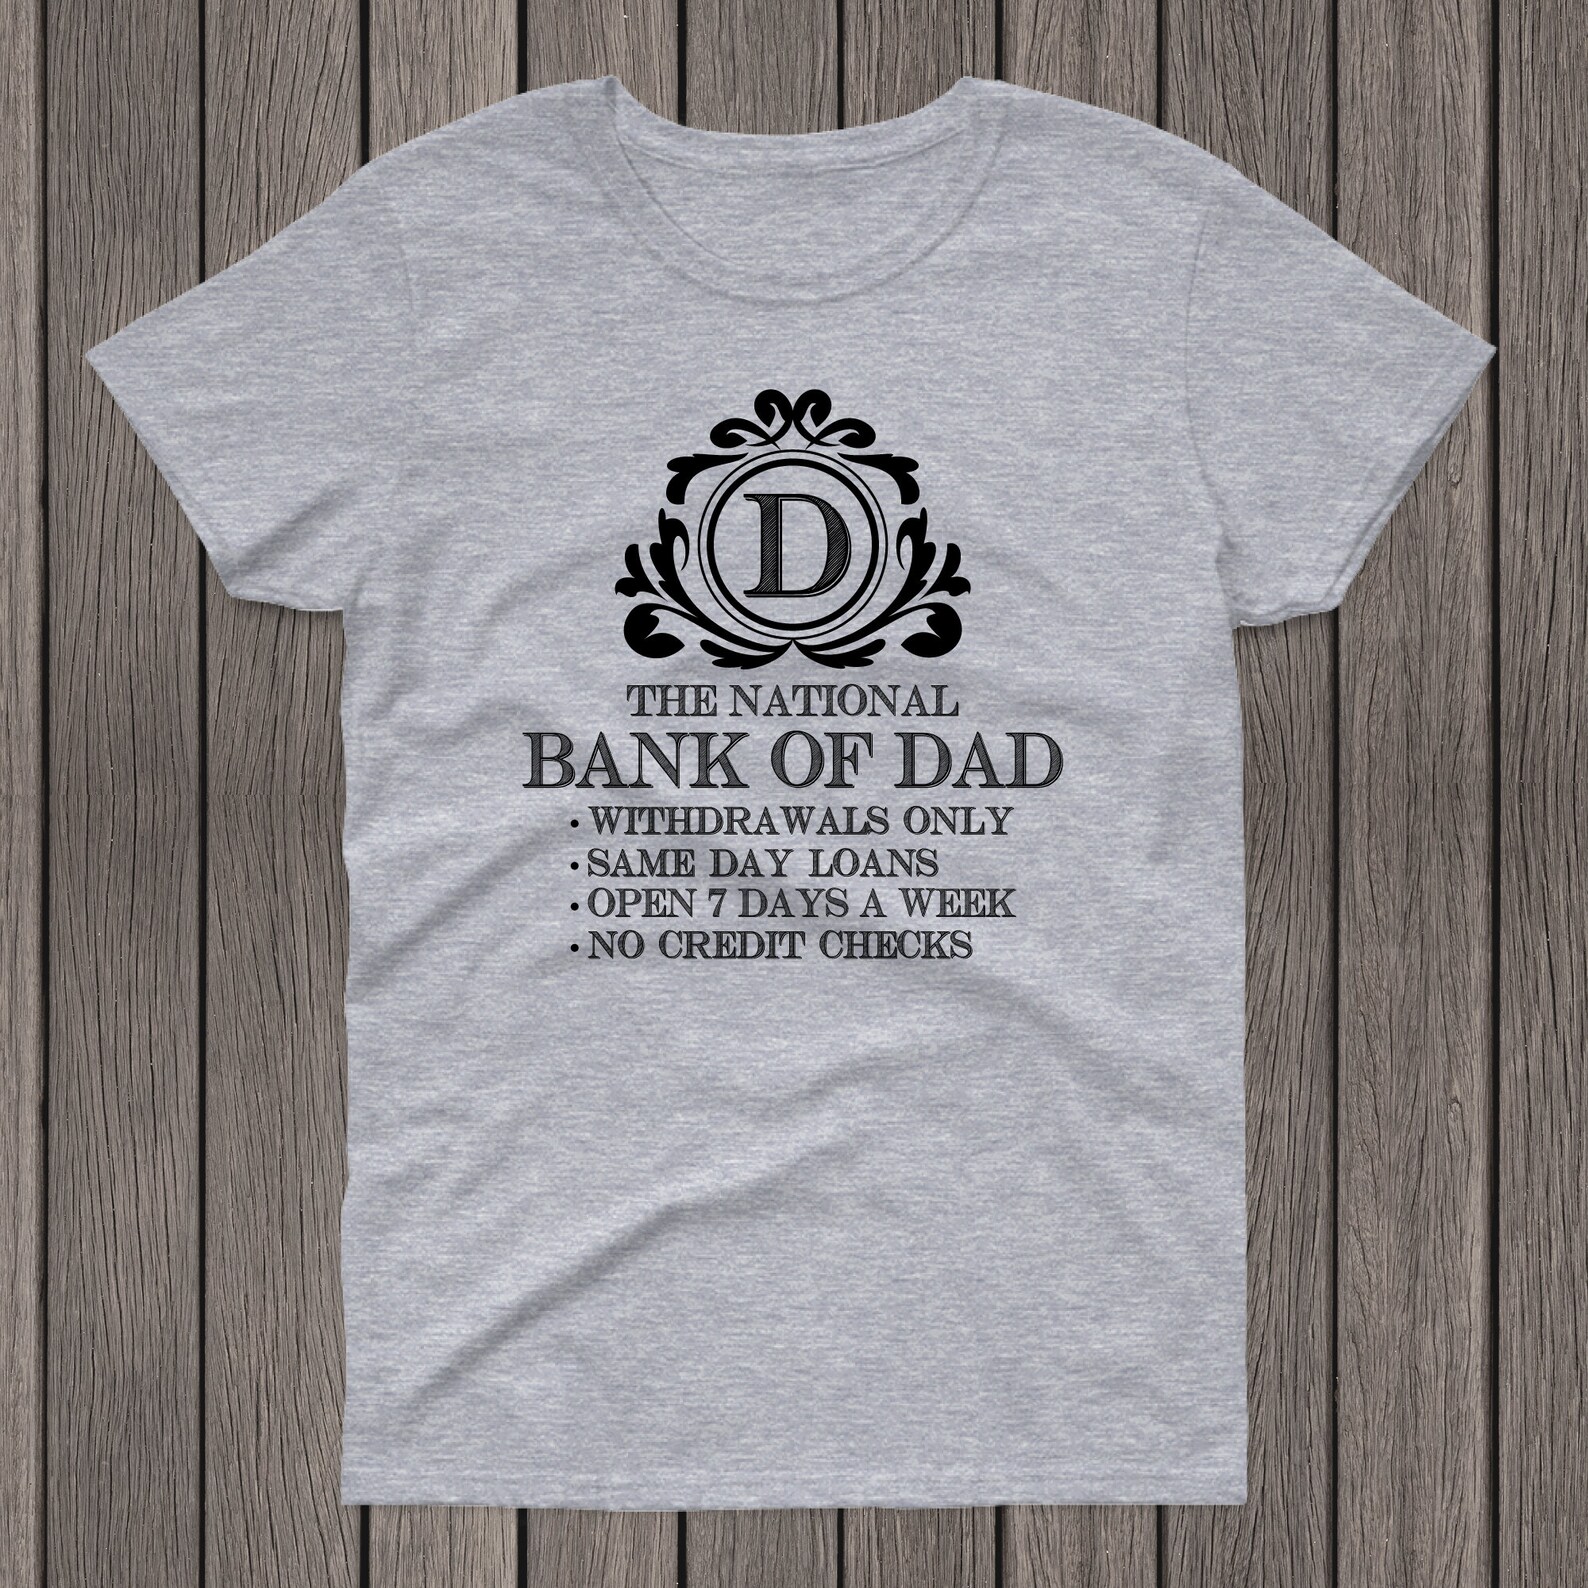 D
THE NATIONAL
BANK OF DAD
• WITHDRAWALS ONLY
• SAME DAY LOANS
• OPEN 7 DAYS A WEEK
• NO CREDIT CHECKS